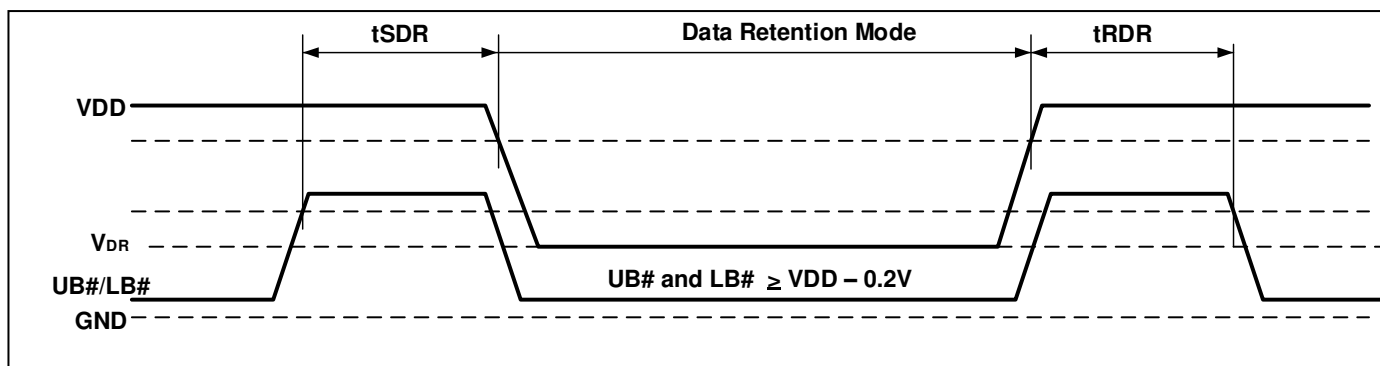 tSDR
Data Retention Mode
tRDR
VDD
VDR
UB#/LB#
UB# and LB# ≥ VDD – 0.2V
GND